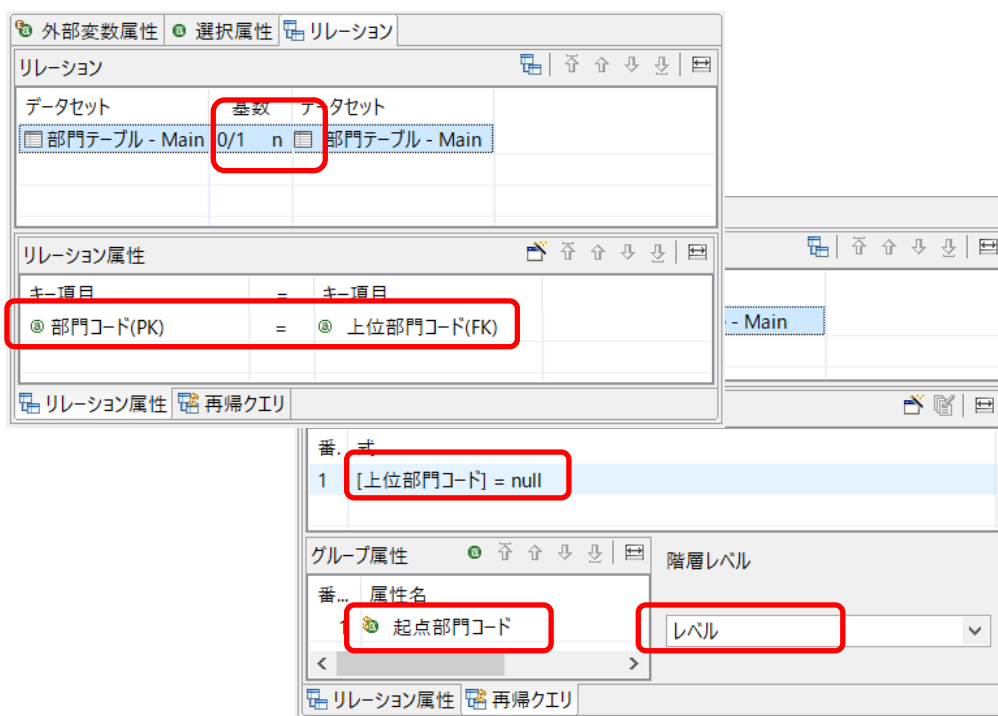 外部変数属性 選択属性 リレーション
リレーション
データセット 基数 データセット
部門テーブル - Main 0/1 n 部門テーブル - Main
リレーション属性
キー項目 = キー項目
部門コード(PK) = 上位部門コード(FK)
リレーション属性 再帰クエリ
- Main
番. 式
1 [上位部門コード] = null
グループ属性
階層レベル
番... 属性名
1 起点部門コード
レベル
リレーション属性 再帰クエリ